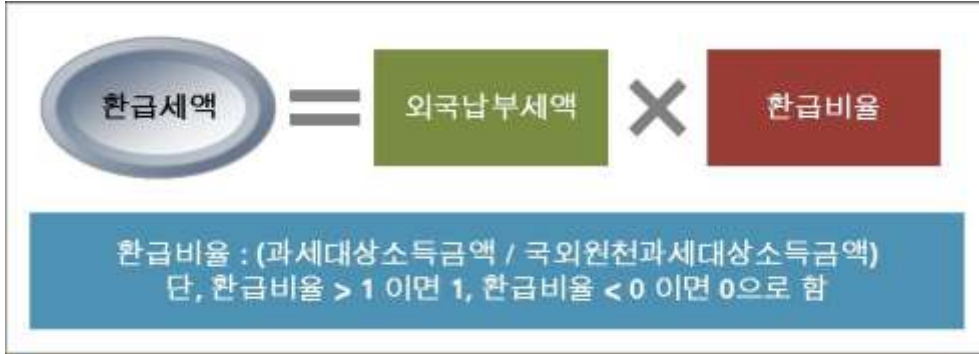 환급세액 = 외국납부세액 × 환급비율
환급비율 : (과세대상소득금액 / 국외원천과세대상소득금액)
단, 환급비율 > 1 이면 1, 환급비율 < 0 이면 0으로 함